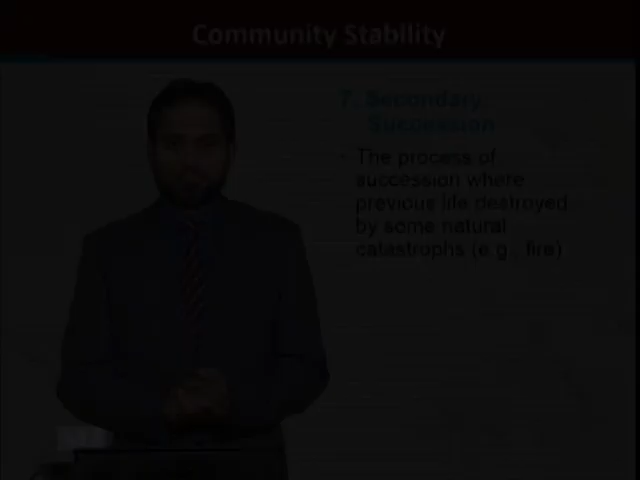 Community Stability
7. Secondary
Succession
- The process of
succession where
previous life destroyed
by some natural
catastrophs (e.g., fire)